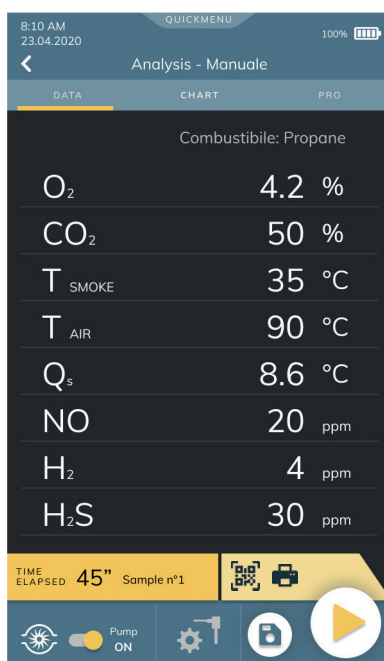 QUICKMENU
8:10 AM
100%
23.04.2020
Analysis - Manuale
DATA CHART PRO
Combustibile: Propane
O₂ 4.2 %
CO₂ 50 %
T SMOKE 35 °C
T AIR 90 °C
Qs 8.6 °C
NO 20 ppm
H₂ 4 ppm
H₂S 30 ppm
TIME
ELAPSED 45” Sample n°1
Pump
ON